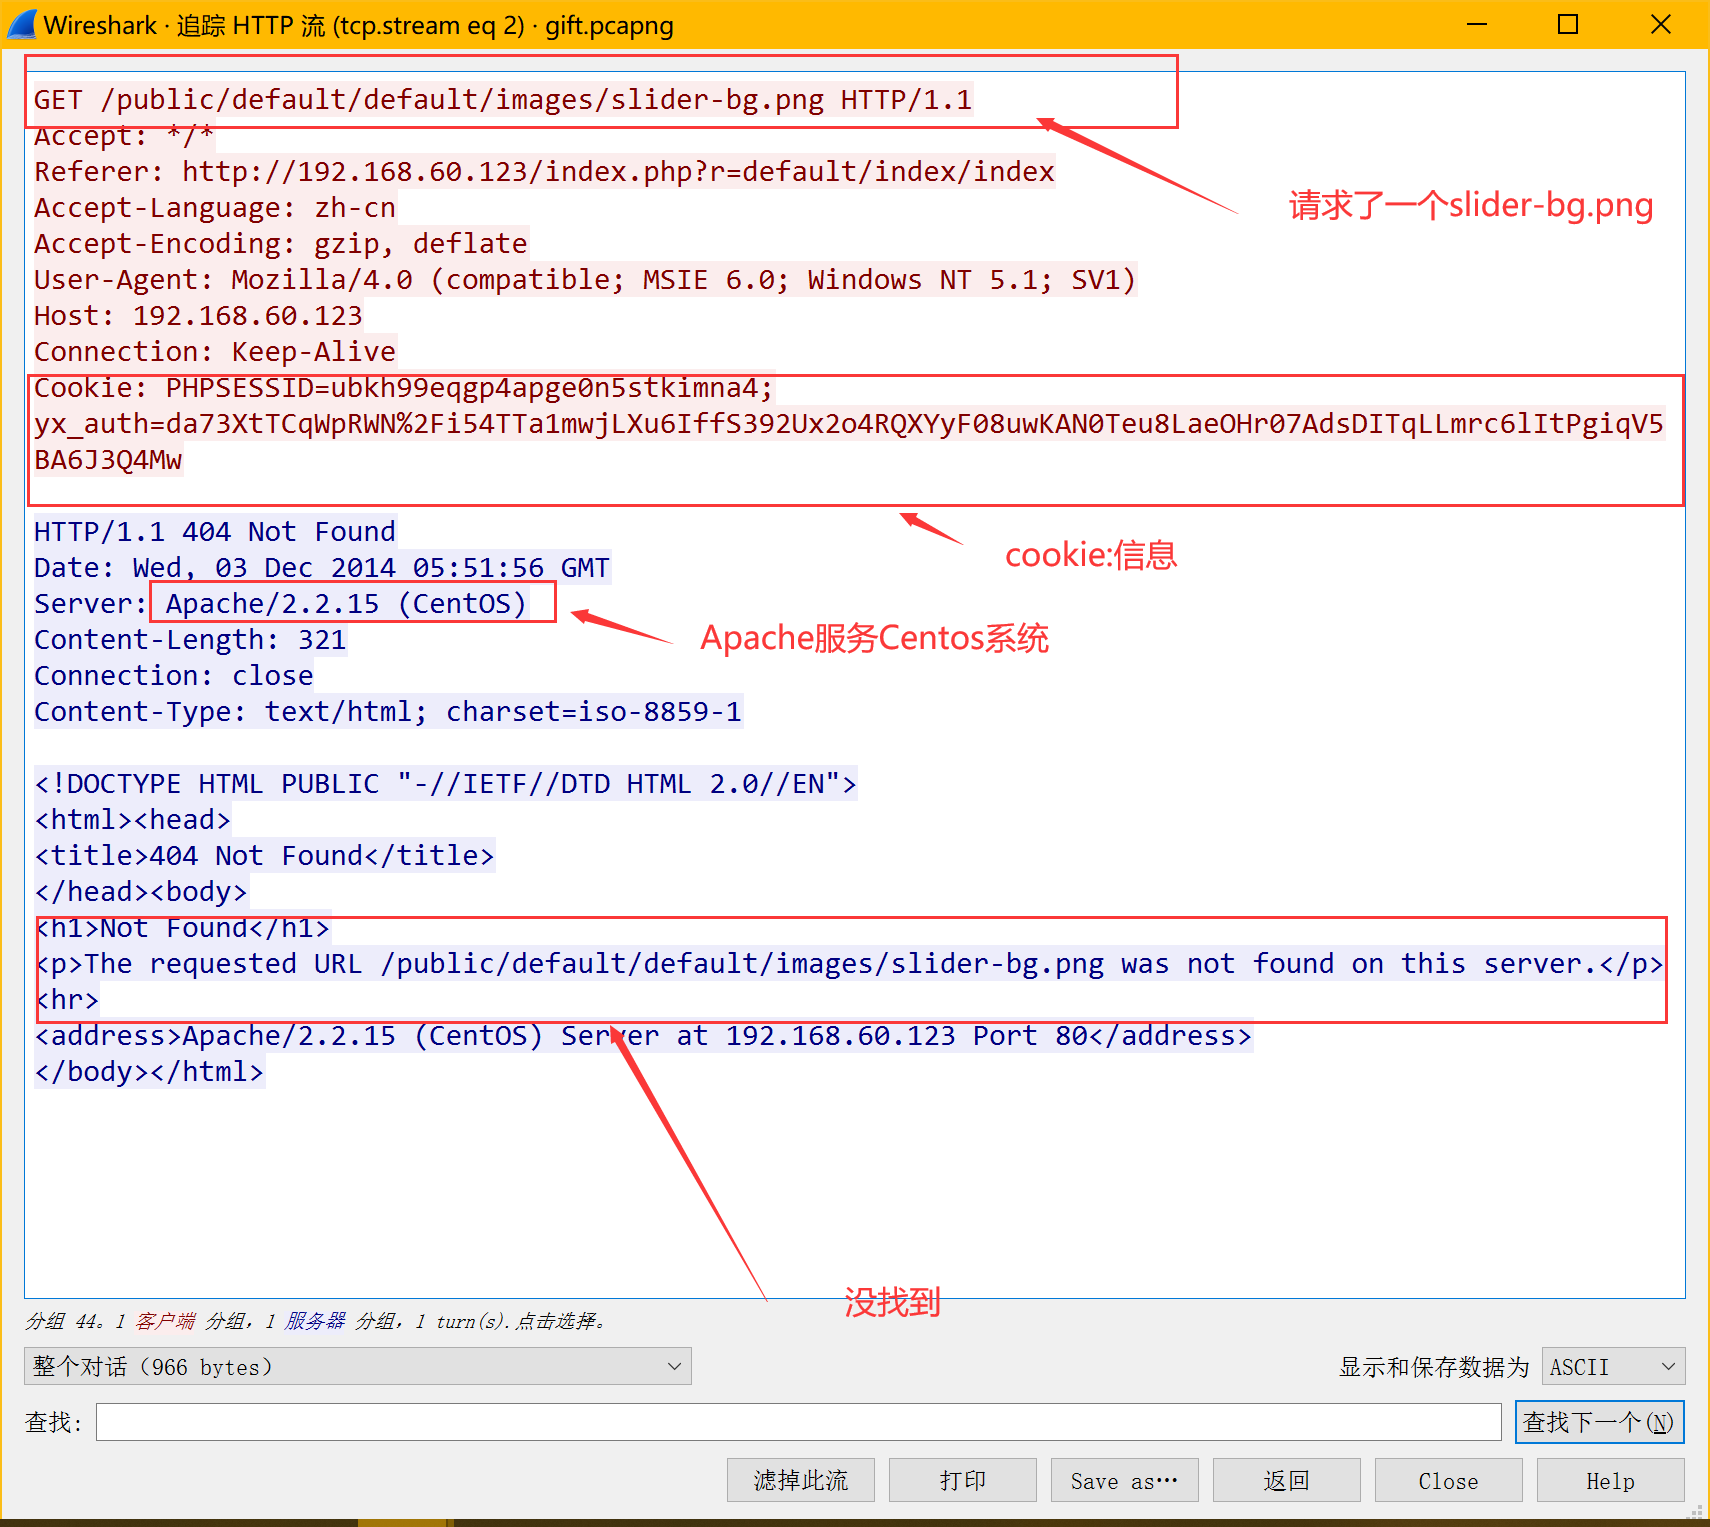 Wireshark · 追踪 HTTP 流 (tcp.stream eq 2) · gift.pcapng
GET /public/default/default/images/slider-bg.png HTTP/1.1
Accept: */*
Referer: http://192.168.60.123/index.php?r=default/index/index
请求了一个slider-bg.png
Accept-Language: zh-cn
Accept-Encoding: gzip, deflate
User-Agent: Mozilla/4.0 (compatible; MSIE 6.0; Windows NT 5.1; SV1)
Host: 192.168.60.123
Connection: Keep-Alive
Cookie: PHPSESSID=ubkh99eqgp4apge0n5stkimna4;
yx_auth=da73XtTCqWpRWN%2Fi54TTa1mwjLXu6IffS392Ux2o4RQXYyF08uwKAN0Teu8LaeOHr07AdsDITqLLmrc6lItPgiqV5
BA6J3Q4Mw
HTTP/1.1 404 Not Found
cookie:信息
Date: Wed, 03 Dec 2014 05:51:56 GMT
Server: Apache/2.2.15 (CentOS)
Apache服务Centos系统
Content-Length: 321
Connection: close
Content-Type: text/html; charset=iso-8859-1
<!DOCTYPE HTML PUBLIC "-//IETF//DTD HTML 2.0//EN">
<html><head>
<title>404 Not Found</title>
</head><body>
<h1>Not Found</h1>
<p>The requested URL /public/default/default/images/slider-bg.png was not found on this server.</p>
<hr>
<address>Apache/2.2.15 (CentOS) Server at 192.168.60.123 Port 80</address>
</body></html>
没找到
分组 44。1 客户端 分组，1 服务器 分组，1 turn(s).点击选择。
整个对话（966 bytes）
显示和保存数据为 ASCII
查找:
查找下一个(N)
滤掉此流 打印 Save as… 返回 Close Help